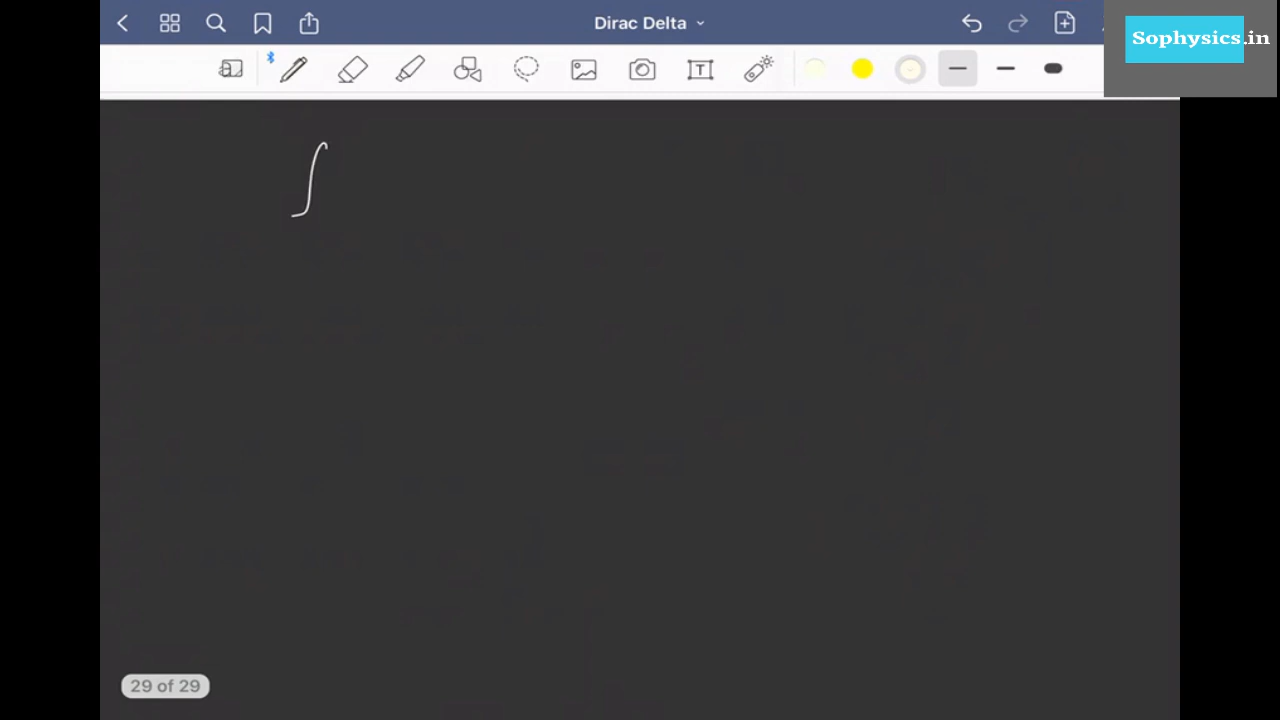 Dirac Delta
Sophysics.in
∫
29 of 29